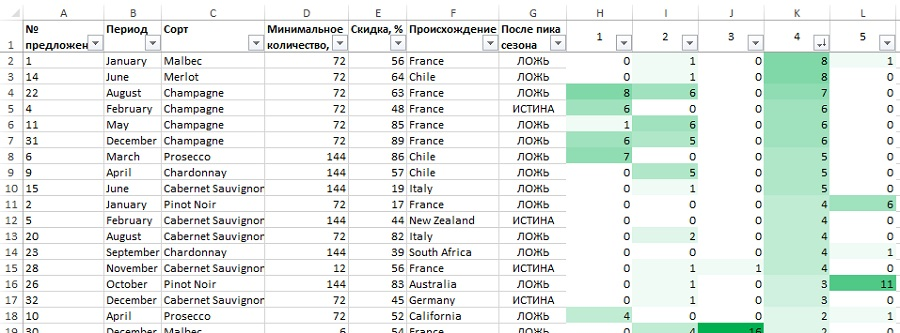 A B C D E F G H I J K L
1 № предложен Период Сорт Минимальное количество, Скидка, % Происхождение После пика сезона 1 2 3 4 5
2 1 January Malbec 72 56 France ЛОЖЬ 0 1 0 8 1
3 14 June Merlot 72 64 Chile ЛОЖЬ 0 1 0 8 0
4 22 August Champagne 72 63 France ЛОЖЬ 8 6 0 7 0
5 4 February Champagne 72 48 France ИСТИНА 6 0 0 6 0
6 11 May Champagne 72 85 France ЛОЖЬ 1 6 0 6 0
7 31 December Champagne 72 89 France ЛОЖЬ 6 5 0 6 0
8 6 March Prosecco 144 86 Chile ЛОЖЬ 7 0 0 5 0
9 9 April Chardonnay 144 57 Chile ЛОЖЬ 0 5 0 5 0
10 15 June Cabernet Sauvignon 144 19 Italy ЛОЖЬ 0 1 0 5 0
11 2 January Pinot Noir 72 17 France ЛОЖЬ 0 0 0 4 6
12 5 February Cabernet Sauvignon 144 44 New Zealand ИСТИНА 0 0 0 4 0
13 20 August Cabernet Sauvignon 72 82 Italy ЛОЖЬ 0 2 0 4 0
14 23 September Chardonnay 144 39 South Africa ЛОЖЬ 0 0 0 4 1
15 28 November Cabernet Sauvignon 12 56 France ИСТИНА 0 1 1 4 0
16 26 October Pinot Noir 144 83 Australia ЛОЖЬ 0 0 0 3 11
17 32 December Cabernet Sauvignon 72 45 Germany ИСТИНА 0 0 0 3 0
18 10 April Prosecco 72 52 California ЛОЖЬ 4 0 0 2 1
19 30 December Malbec 6 54 France ЛОЖЬ 0 4 16 2 1